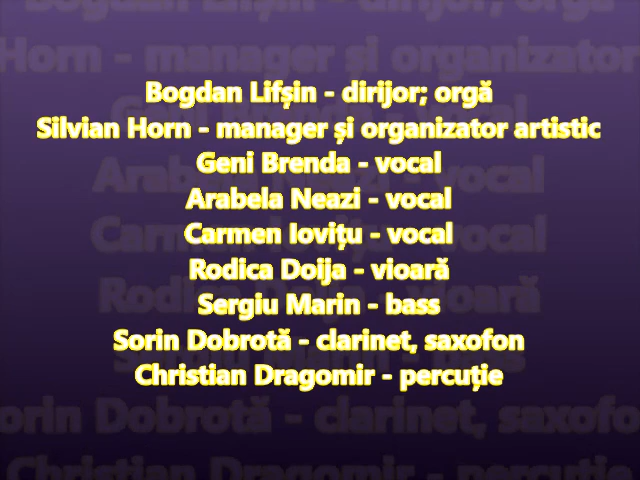 Bogdan Lifșin - dirijor; orgă
Silvian Horn - manager și organizator artistic
Geni Brenda - vocal
Arabela Neazi - vocal
Carmen Iovițu - vocal
Rodica Doija - vioară
Sergiu Marin - bass
Sorin Dobrotă - clarinet, saxofon
Christian Dragomir - percuție